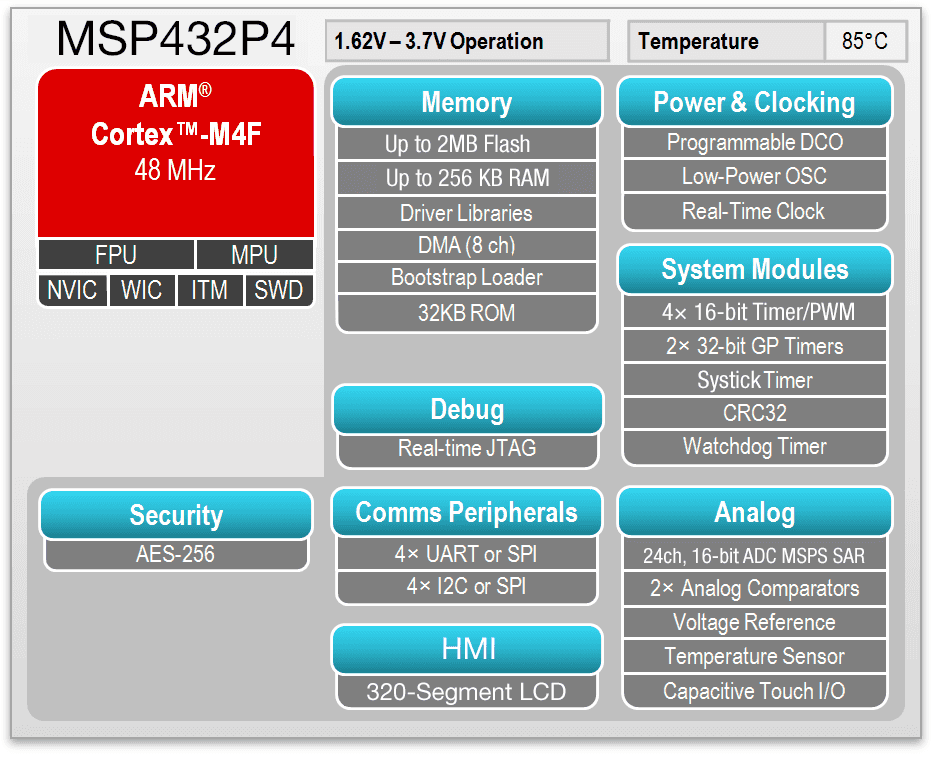 MSP432P4
1.62V – 3.7V Operation
Temperature
85°C
ARM®
Cortex™-M4F
48 MHz
FPU
MPU
NVIC
WIC
ITM
SWD
Memory
Up to 2MB Flash
Up to 256 KB RAM
Driver Libraries
DMA (8 ch)
Bootstrap Loader
32KB ROM
Power & Clocking
Programmable DCO
Low-Power OSC
Real-Time Clock
System Modules
4× 16-bit Timer/PWM
2× 32-bit GP Timers
Systick Timer
CRC32
Watchdog Timer
Debug
Real-time JTAG
Security
AES-256
Comms Peripherals
4× UART or SPI
4× I2C or SPI
HMI
320-Segment LCD
Analog
24ch, 16-bit ADC MSPS SAR
2× Analog Comparators
Voltage Reference
Temperature Sensor
Capacitive Touch I/O